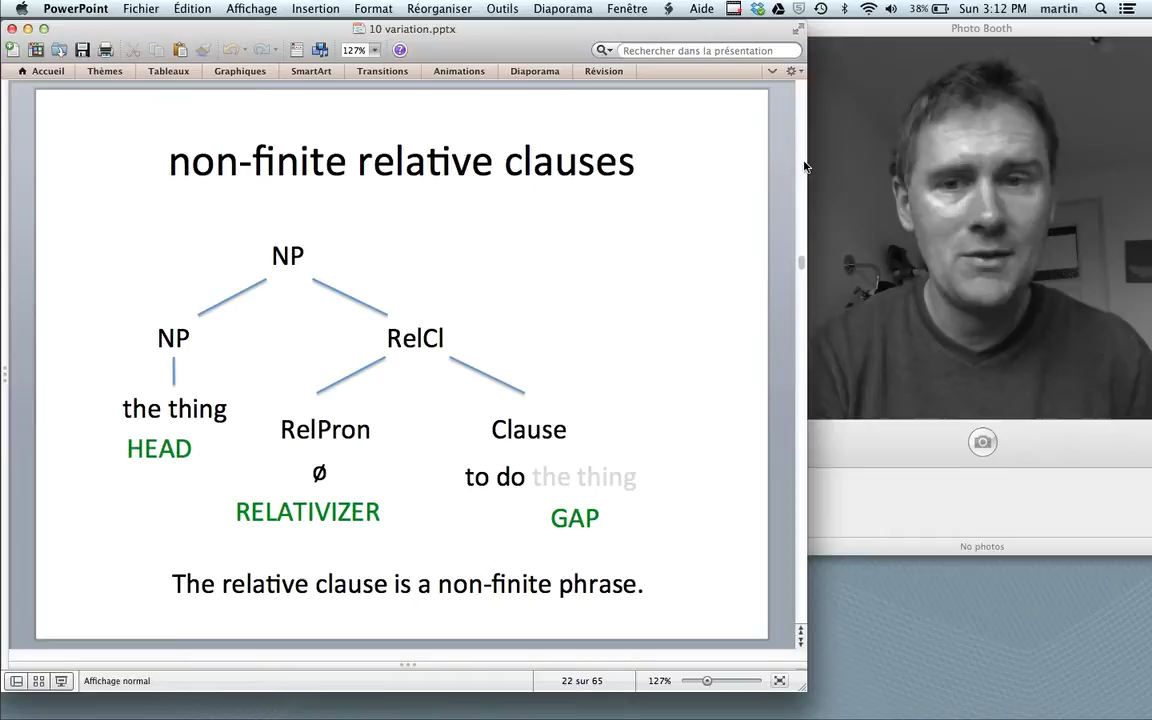 PowerPoint Fichier Édition Affichage Insertion Format Réorganiser Outils Diaporama Fenêtre Aide 38% Sun 3:12 PM martin
10 variation.pptx
Photo Booth
127% Rechercher dans la présentation
Accueil Thèmes Tableaux Graphiques SmartArt Transitions Animations Diaporama Révision
non-finite relative clauses
NP
NP RelCl
the thing
HEAD
RelPron Clause
ø to do the thing
RELATIVIZER GAP
The relative clause is a non-finite phrase.
No photos
Affichage normal 22 sur 65 127%